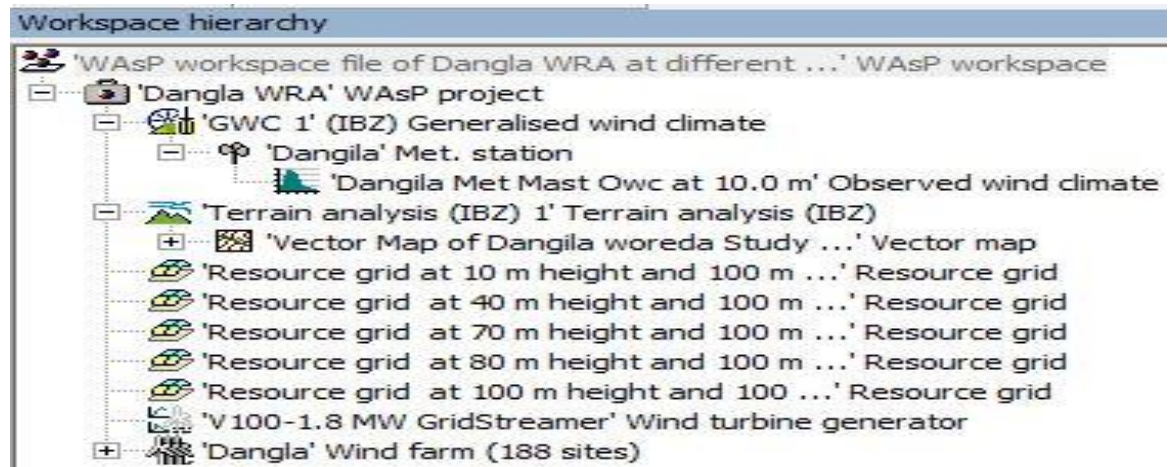 Workspace hierarchy
'WAsP workspace file of Dangla WRA at different ...' WAsP workspace
'Dangla WRA' WAsP project
'GWC 1' (IBZ) Generalised wind climate
'Dangila' Met. station
'Dangila Met Mast Owc at 10.0 m' Observed wind climate
'Terrain analysis (IBZ) 1' Terrain analysis (IBZ)
'Vector Map of Dangila woreda Study ...' Vector map
'Resource grid at 10 m height and 100 m ...' Resource grid
'Resource grid  at 40 m height and 100 m ...' Resource grid
'Resource grid  at 70 m height and 100 m ...' Resource grid
'Resource grid  at 80 m height and 100 m ...' Resource grid
'Resource grid  at 100 m height and 100 ...' Resource grid
'V100-1.8 MW GridStreamer' Wind turbine generator
'Dangla' Wind farm (188 sites)